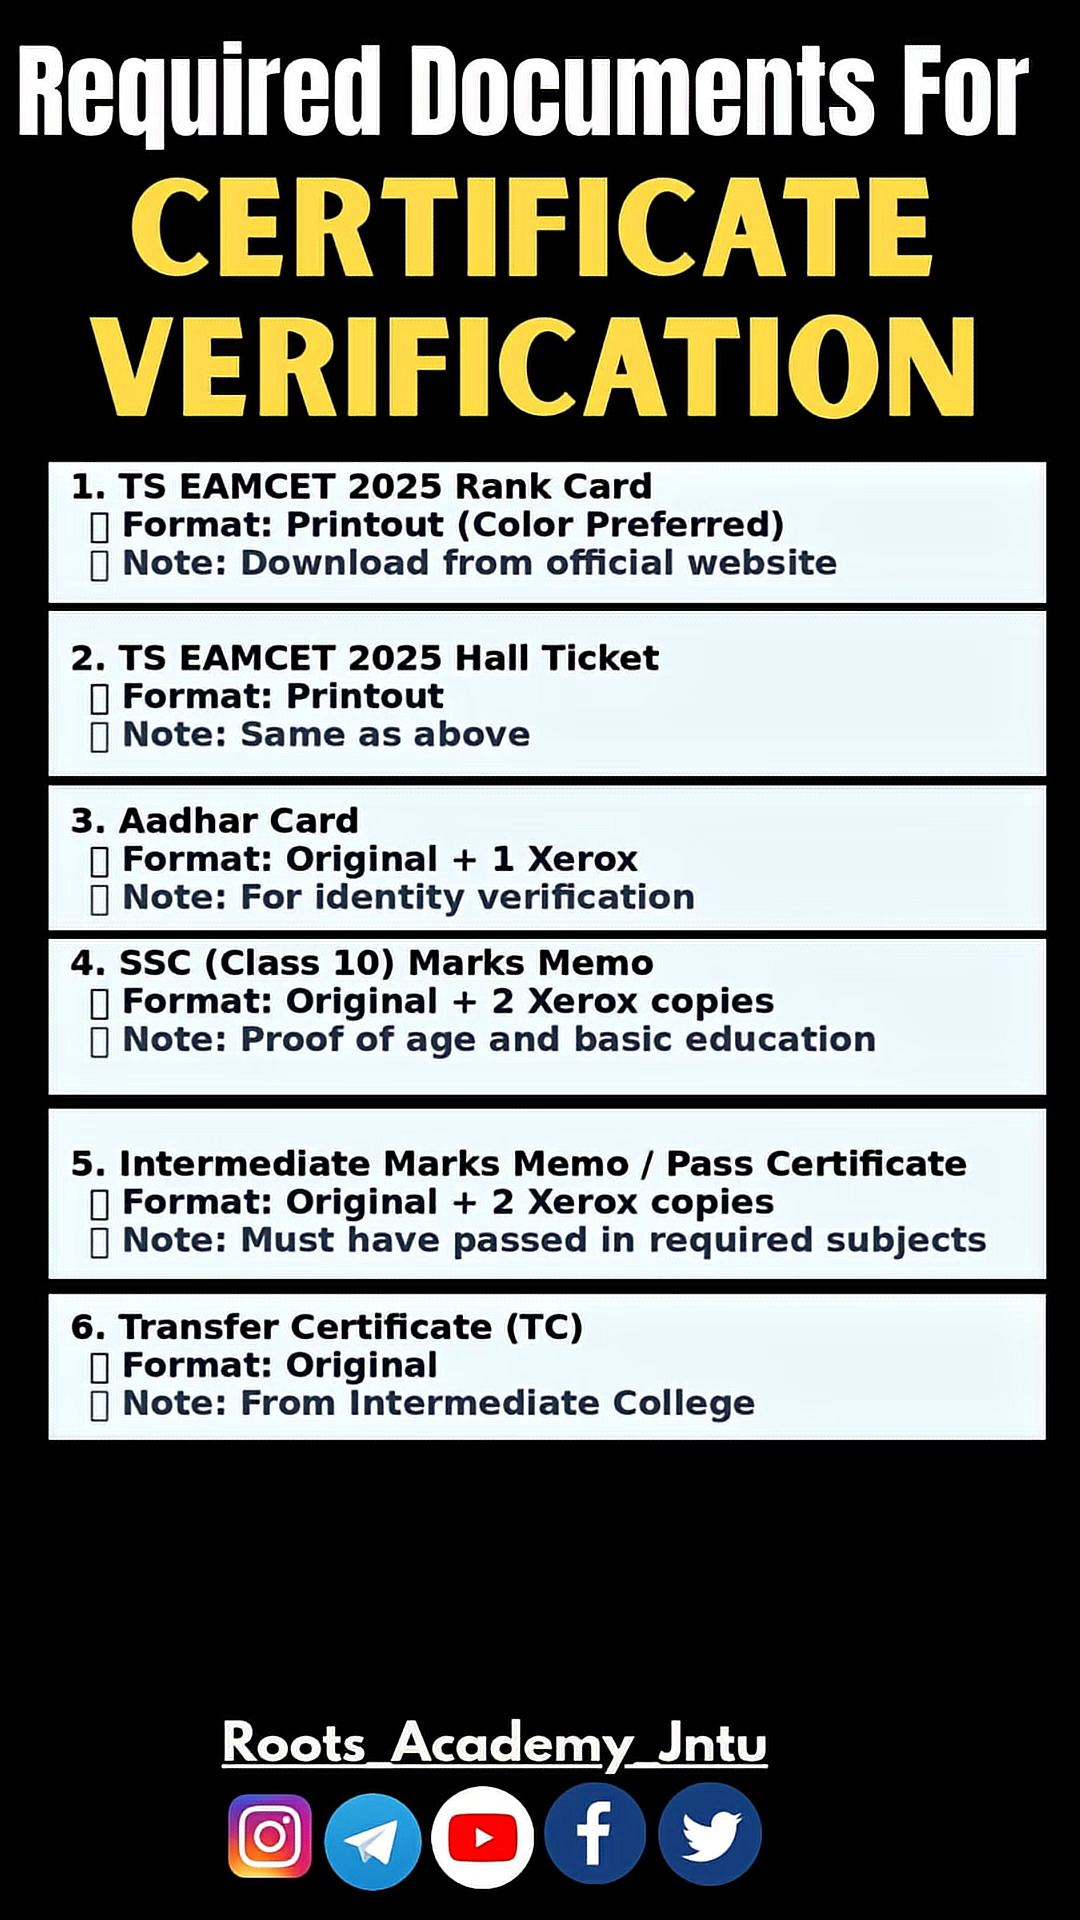 Required Documents For
CERTIFICATE
VERIFICATION
1. TS EAMCET 2025 Rank Card
Format: Printout (Color Preferred)
Note: Download from official website
2. TS EAMCET 2025 Hall Ticket
Format: Printout
Note: Same as above
3. Aadhar Card
Format: Original + 1 Xerox
Note: For identity verification
4. SSC (Class 10) Marks Memo
Format: Original + 2 Xerox copies
Note: Proof of age and basic education
5. Intermediate Marks Memo / Pass Certificate
Format: Original + 2 Xerox copies
Note: Must have passed in required subjects
6. Transfer Certificate (TC)
Format: Original
Note: From Intermediate College
Roots_Academy_Jntu